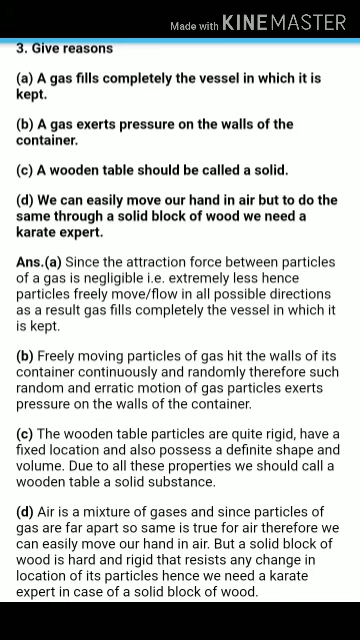 Made with KINEMASTER
3. Give reasons
(a) A gas fills completely the vessel in which it is
kept.
(b) A gas exerts pressure on the walls of the
container.
(c) A wooden table should be called a solid.
(d) We can easily move our hand in air but to do the
same through a solid block of wood we need a
karate expert.
Ans.(a) Since the attraction force between particles
of a gas is negligible i.e. extremely less hence
particles freely move/flow in all possible directions
as a result gas fills completely the vessel in which it
is kept.
(b) Freely moving particles of gas hit the walls of its
container continuously and randomly therefore such
random and erratic motion of gas particles exerts
pressure on the walls of the container.
(c) The wooden table particles are quite rigid, have a
fixed location and also possess a definite shape and
volume. Due to all these properties we should call a
wooden table a solid substance.
(d) Air is a mixture of gases and since particles of
gas are far apart so same is true for air therefore we
can easily move our hand in air. But a solid block of
wood is hard and rigid that resists any change in
location of its particles hence we need a karate
expert in case of a solid block of wood.